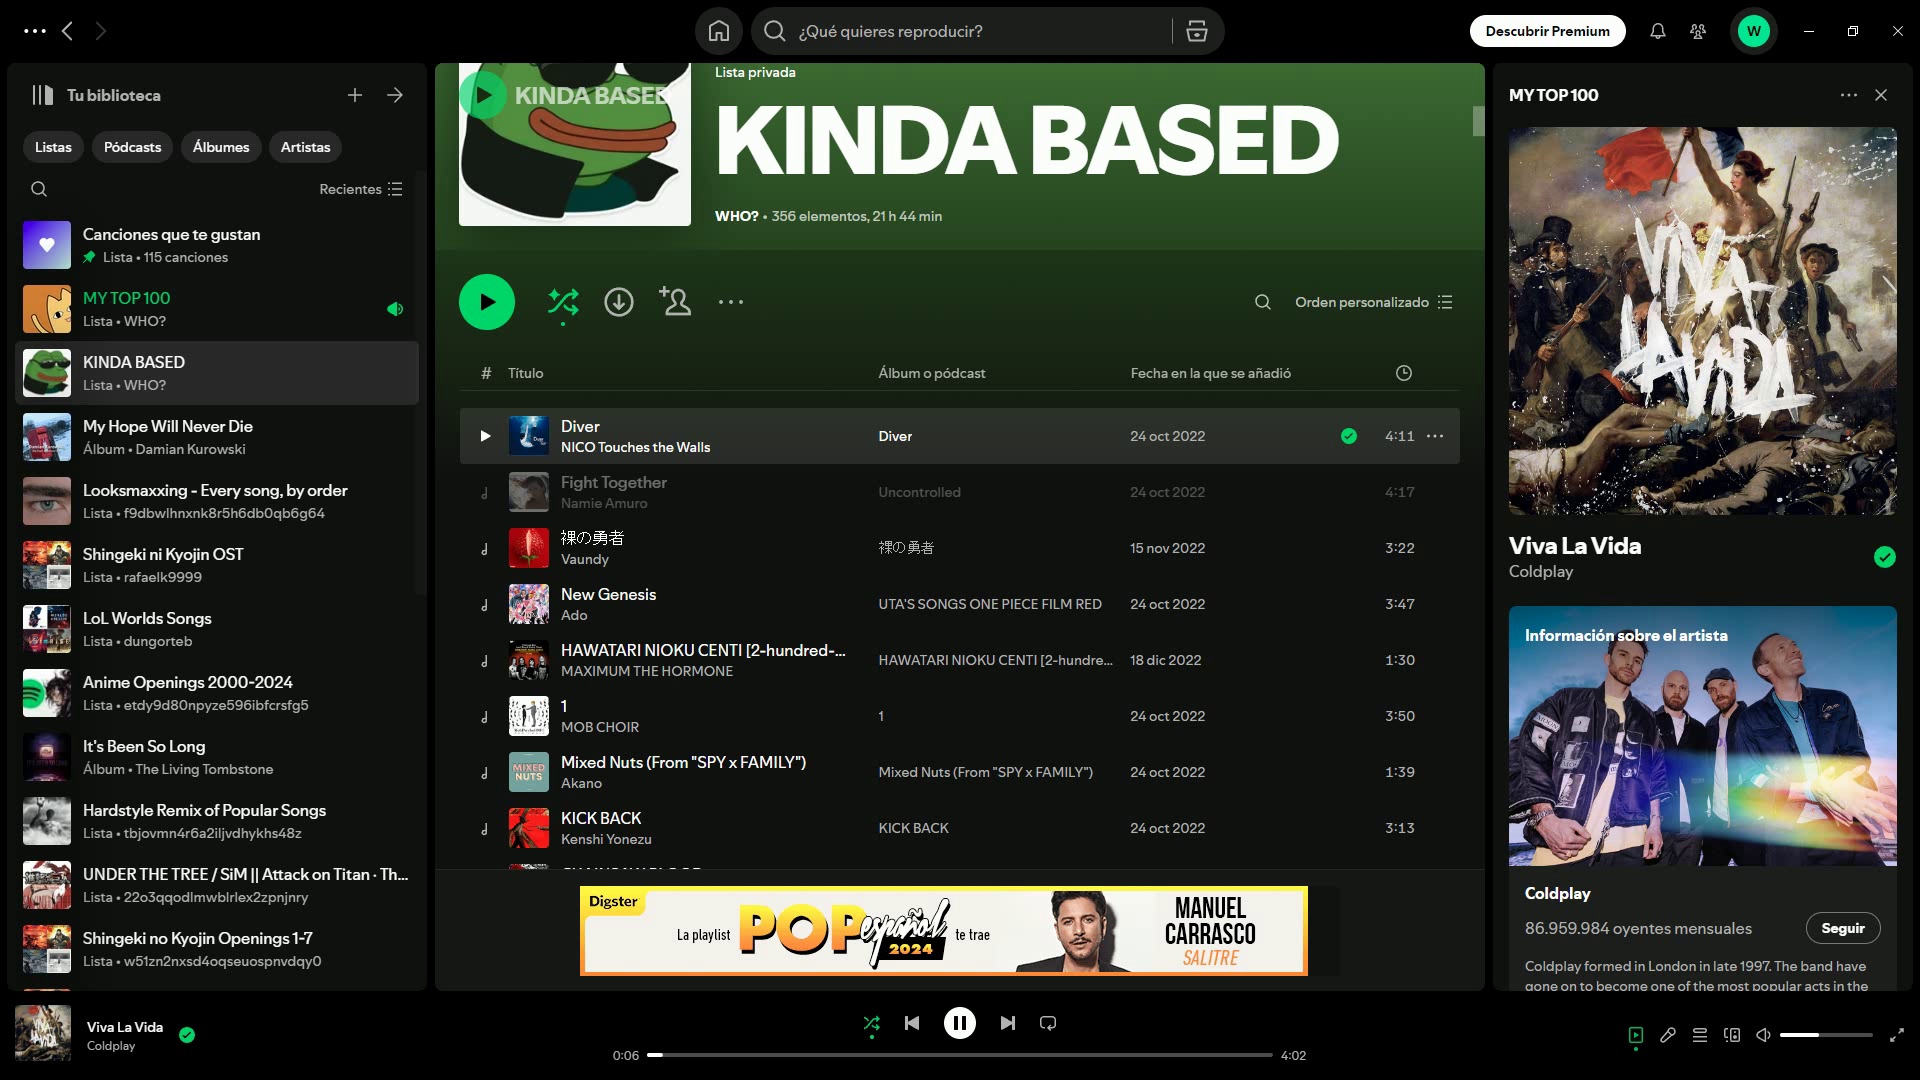 ¿Qué quieres reproducir?
Descubrir Premium
W
Tu biblioteca
Listas
Pódcasts
Álbumes
Artistas
Recientes
Canciones que te gustan
Lista • 115 canciones
MY TOP 100
Lista • WHO?
KINDA BASED
Lista • WHO?
My Hope Will Never Die
Álbum • Damian Kurowski
Looksmaxxing - Every song, by order
Lista • f9dbwlhnxnk8r5h6db0qb6g64
Shingeki ni Kyojin OST
Lista • rafaelk9999
LoL Worlds Songs
Lista • dungorteb
Anime Openings 2000-2024
Lista • etdy9d80npyze596ibfcrsfg5
It's Been So Long
Álbum • The Living Tombstone
Hardstyle Remix of Popular Songs
Lista • tbjovmn4r6a2iljvdhykhs48z
UNDER THE TREE / SiM || Attack on Titan · Th...
Lista • 22o3qqodlmwblrlex2zpnjnry
Shingeki no Kyojin Openings 1-7
Lista • w51zn2nxsd4oqseuospnvdqy0
KINDA BASED
Lista privada
KINDA BASED
WHO? • 356 elementos, 21 h 44 min
Orden personalizado
# Título Álbum o pódcast Fecha en la que se añadió
Diver
NICO Touches the Walls
Diver
24 oct 2022
4:11
Fight Together
Namie Amuro
Uncontrolled
24 oct 2022
4:17
裸の勇者
Vaundy
裸の勇者
15 nov 2022
3:22
New Genesis
Ado
UTA'S SONGS ONE PIECE FILM RED
24 oct 2022
3:47
HAWATARI NIOKU CENTI [2-hundred-...
MAXIMUM THE HORMONE
HAWATARI NIOKU CENTI [2-hundre...
18 dic 2022
1:30
1
MOB CHOIR
1
24 oct 2022
3:50
MIXED
NUTS
Mixed Nuts (From "SPY x FAMILY")
Akano
Mixed Nuts (From "SPY x FAMILY")
24 oct 2022
1:39
KICK BACK
Kenshi Yonezu
KICK BACK
24 oct 2022
3:13
Digster
La playlist
POP
español
2024
te trae
MANUEL
CARRASCO
SALITRE
MY TOP 100
VIVA
LA VIDA
Viva La Vida
Coldplay
Información sobre el artista
Coldplay
86.959.984 oyentes mensuales
Seguir
Coldplay formed in London in late 1997. The band have
gone on to become one of the most popular acts in the
Viva La Vida
Coldplay
0:06
4:02